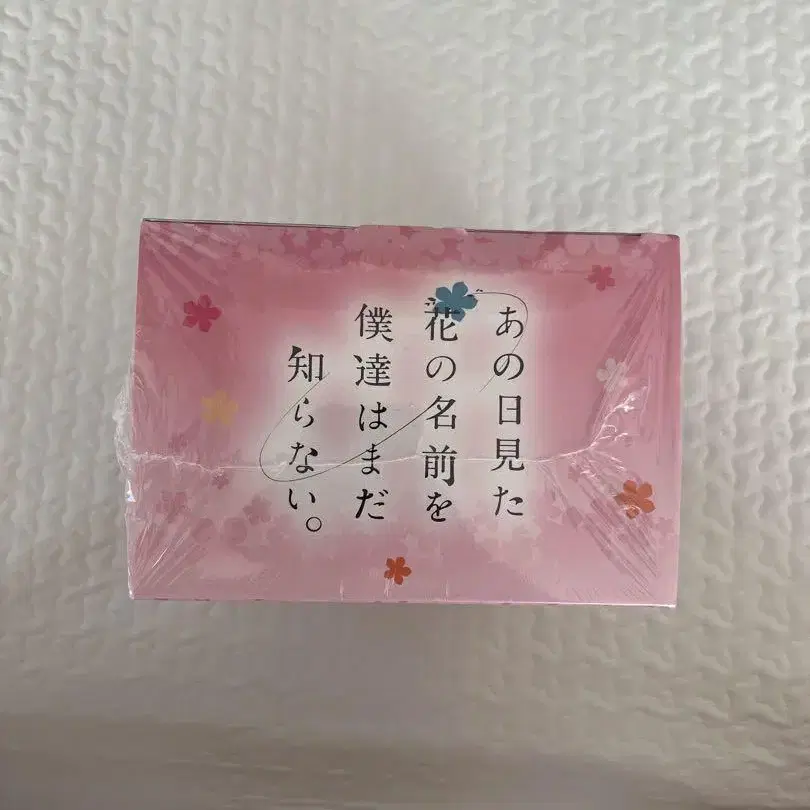 あの日見た
花の名前を
僕達はまだ
知らない。